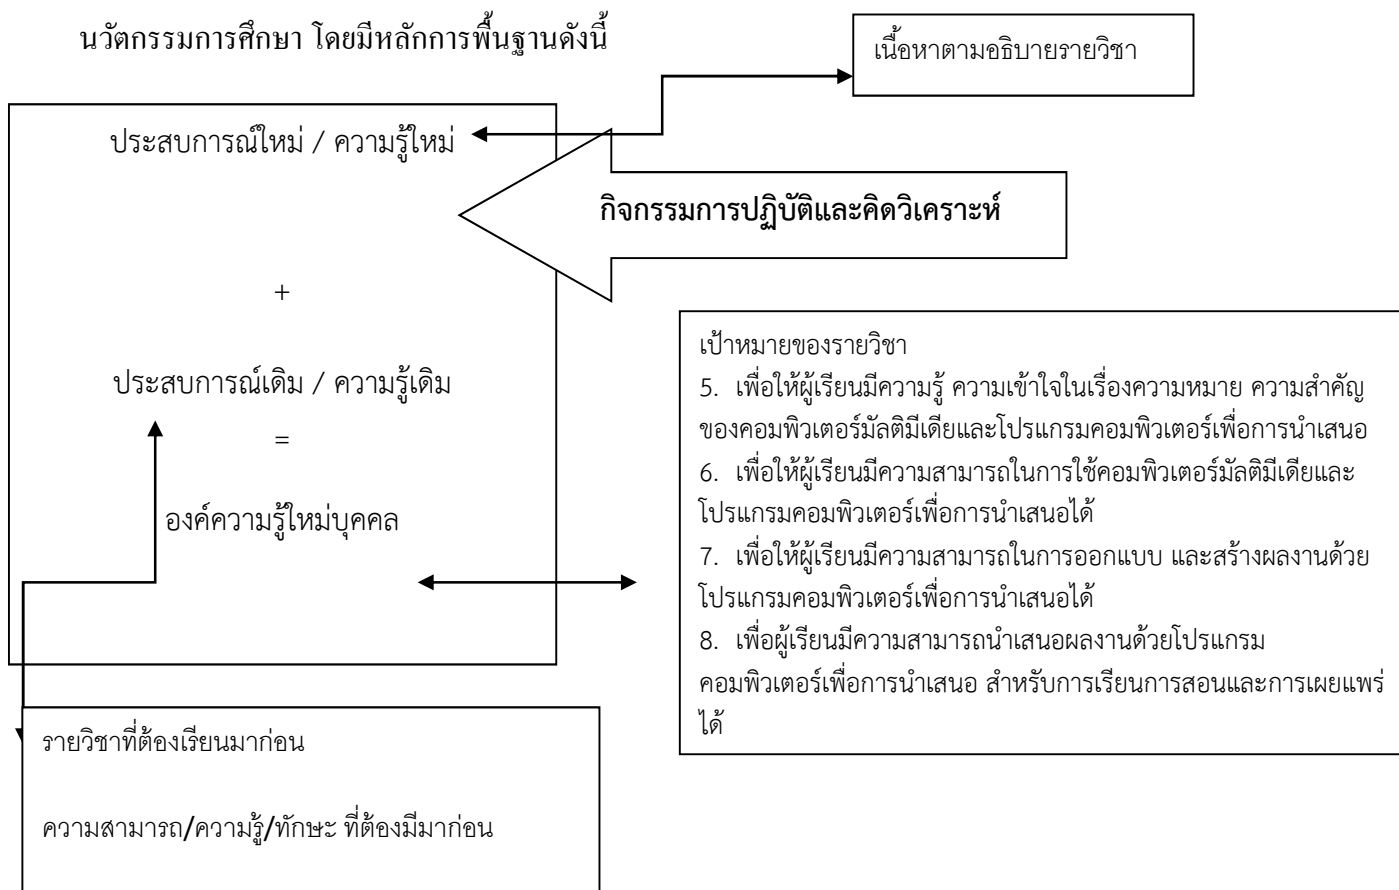 นวัตกรรมการศึกษา โดยมีหลักการพื้นฐานดังนี้
เนื้อหาตามอธิบายรายวิชา
ประสบการณ์ใหม่ / ความรู้ใหม่
กิจกรรมการปฏิบัติและคิดวิเคราะห์
+
ประสบการณ์เดิม / ความรู้เดิม
=
องค์ความรู้ใหม่บุคคล
เป้าหมายของรายวิชา
5. เพื่อให้ผู้เรียนมีความรู้ ความเข้าใจในเรื่องความหมาย ความสำคัญ
ของคอมพิวเตอร์มัลติมีเดียและโปรแกรมคอมพิวเตอร์เพื่อการนำเสนอ
6. เพื่อให้ผู้เรียนมีความสามารถในการใช้คอมพิวเตอร์มัลติมีเดียและ
โปรแกรมคอมพิวเตอร์เพื่อการนำเสนอได้
7. เพื่อให้ผู้เรียนมีความสามารถในการออกแบบ และสร้างผลงานด้วย
โปรแกรมคอมพิวเตอร์เพื่อการนำเสนอได้
8. เพื่อผู้เรียนมีความสามารถนำเสนอผลงานด้วยโปรแกรม
คอมพิวเตอร์เพื่อการนำเสนอ สำหรับการเรียนการสอนและการเผยแพร่
ได้
รายวิชาที่ต้องเรียนมาก่อน
ความสามารถ/ความรู้/ทักษะ ที่ต้องมีมาก่อน